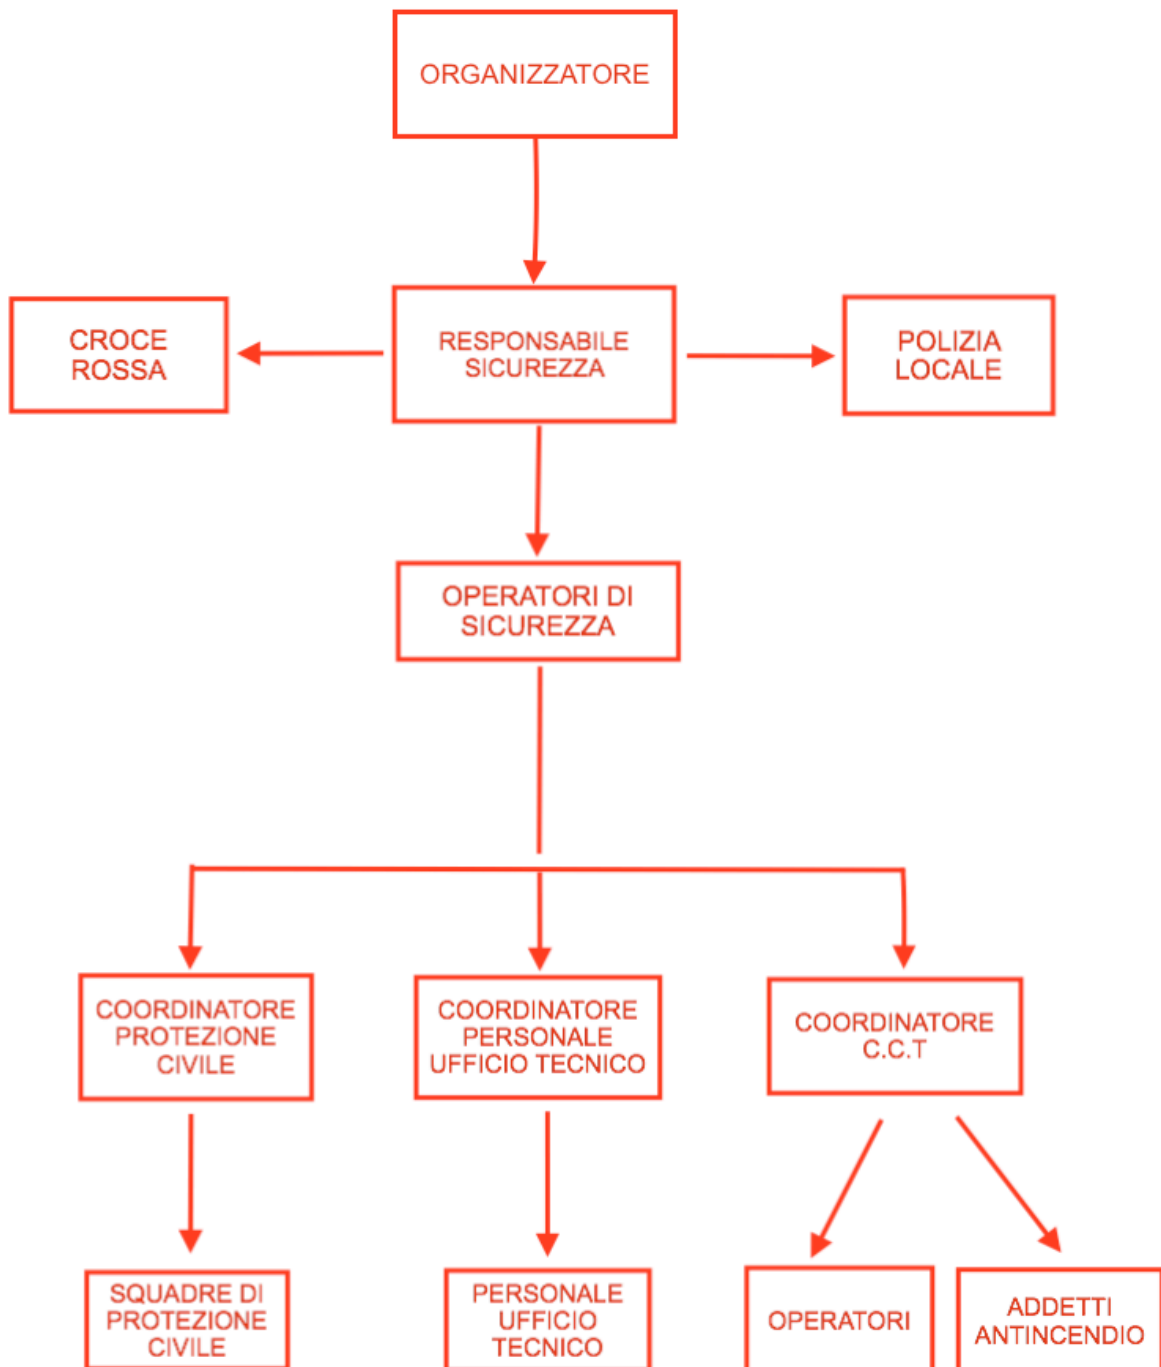 ORGANIZZATORE
CROCE
ROSSA
RESPONSABILE
SICUREZZA
POLIZIA
LOCALE
OPERATORI DI
SICUREZZA
COORDINATORE
PROTEZIONE
CIVILE
COORDINATORE
PERSONALE
UFFICIO TECNICO
COORDINATORE
C.C.T
SQUADRE DI
PROTEZIONE
CIVILE
PERSONALE
UFFICIO
TECNICO
OPERATORI
ADDETTI
ANTINCENDIO